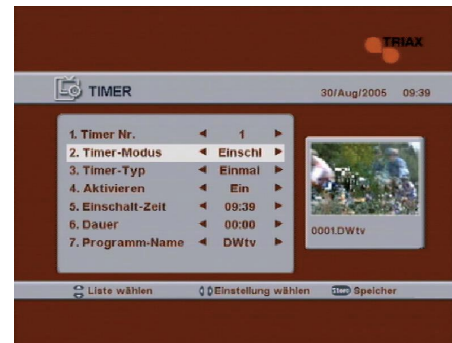 TRIAX
TIMER 30/Aug/2005 09:39
1. Timer Nr. 1
2. Timer-Modus Einschl
3. Timer-Typ Einmal
4. Aktivieren Ein
5. Einschalt-Zeit 09:39
6. Dauer 00:00
7. Programm-Name DWtv
0001.DWtv
Liste wählen Einstellung wählen Speicher